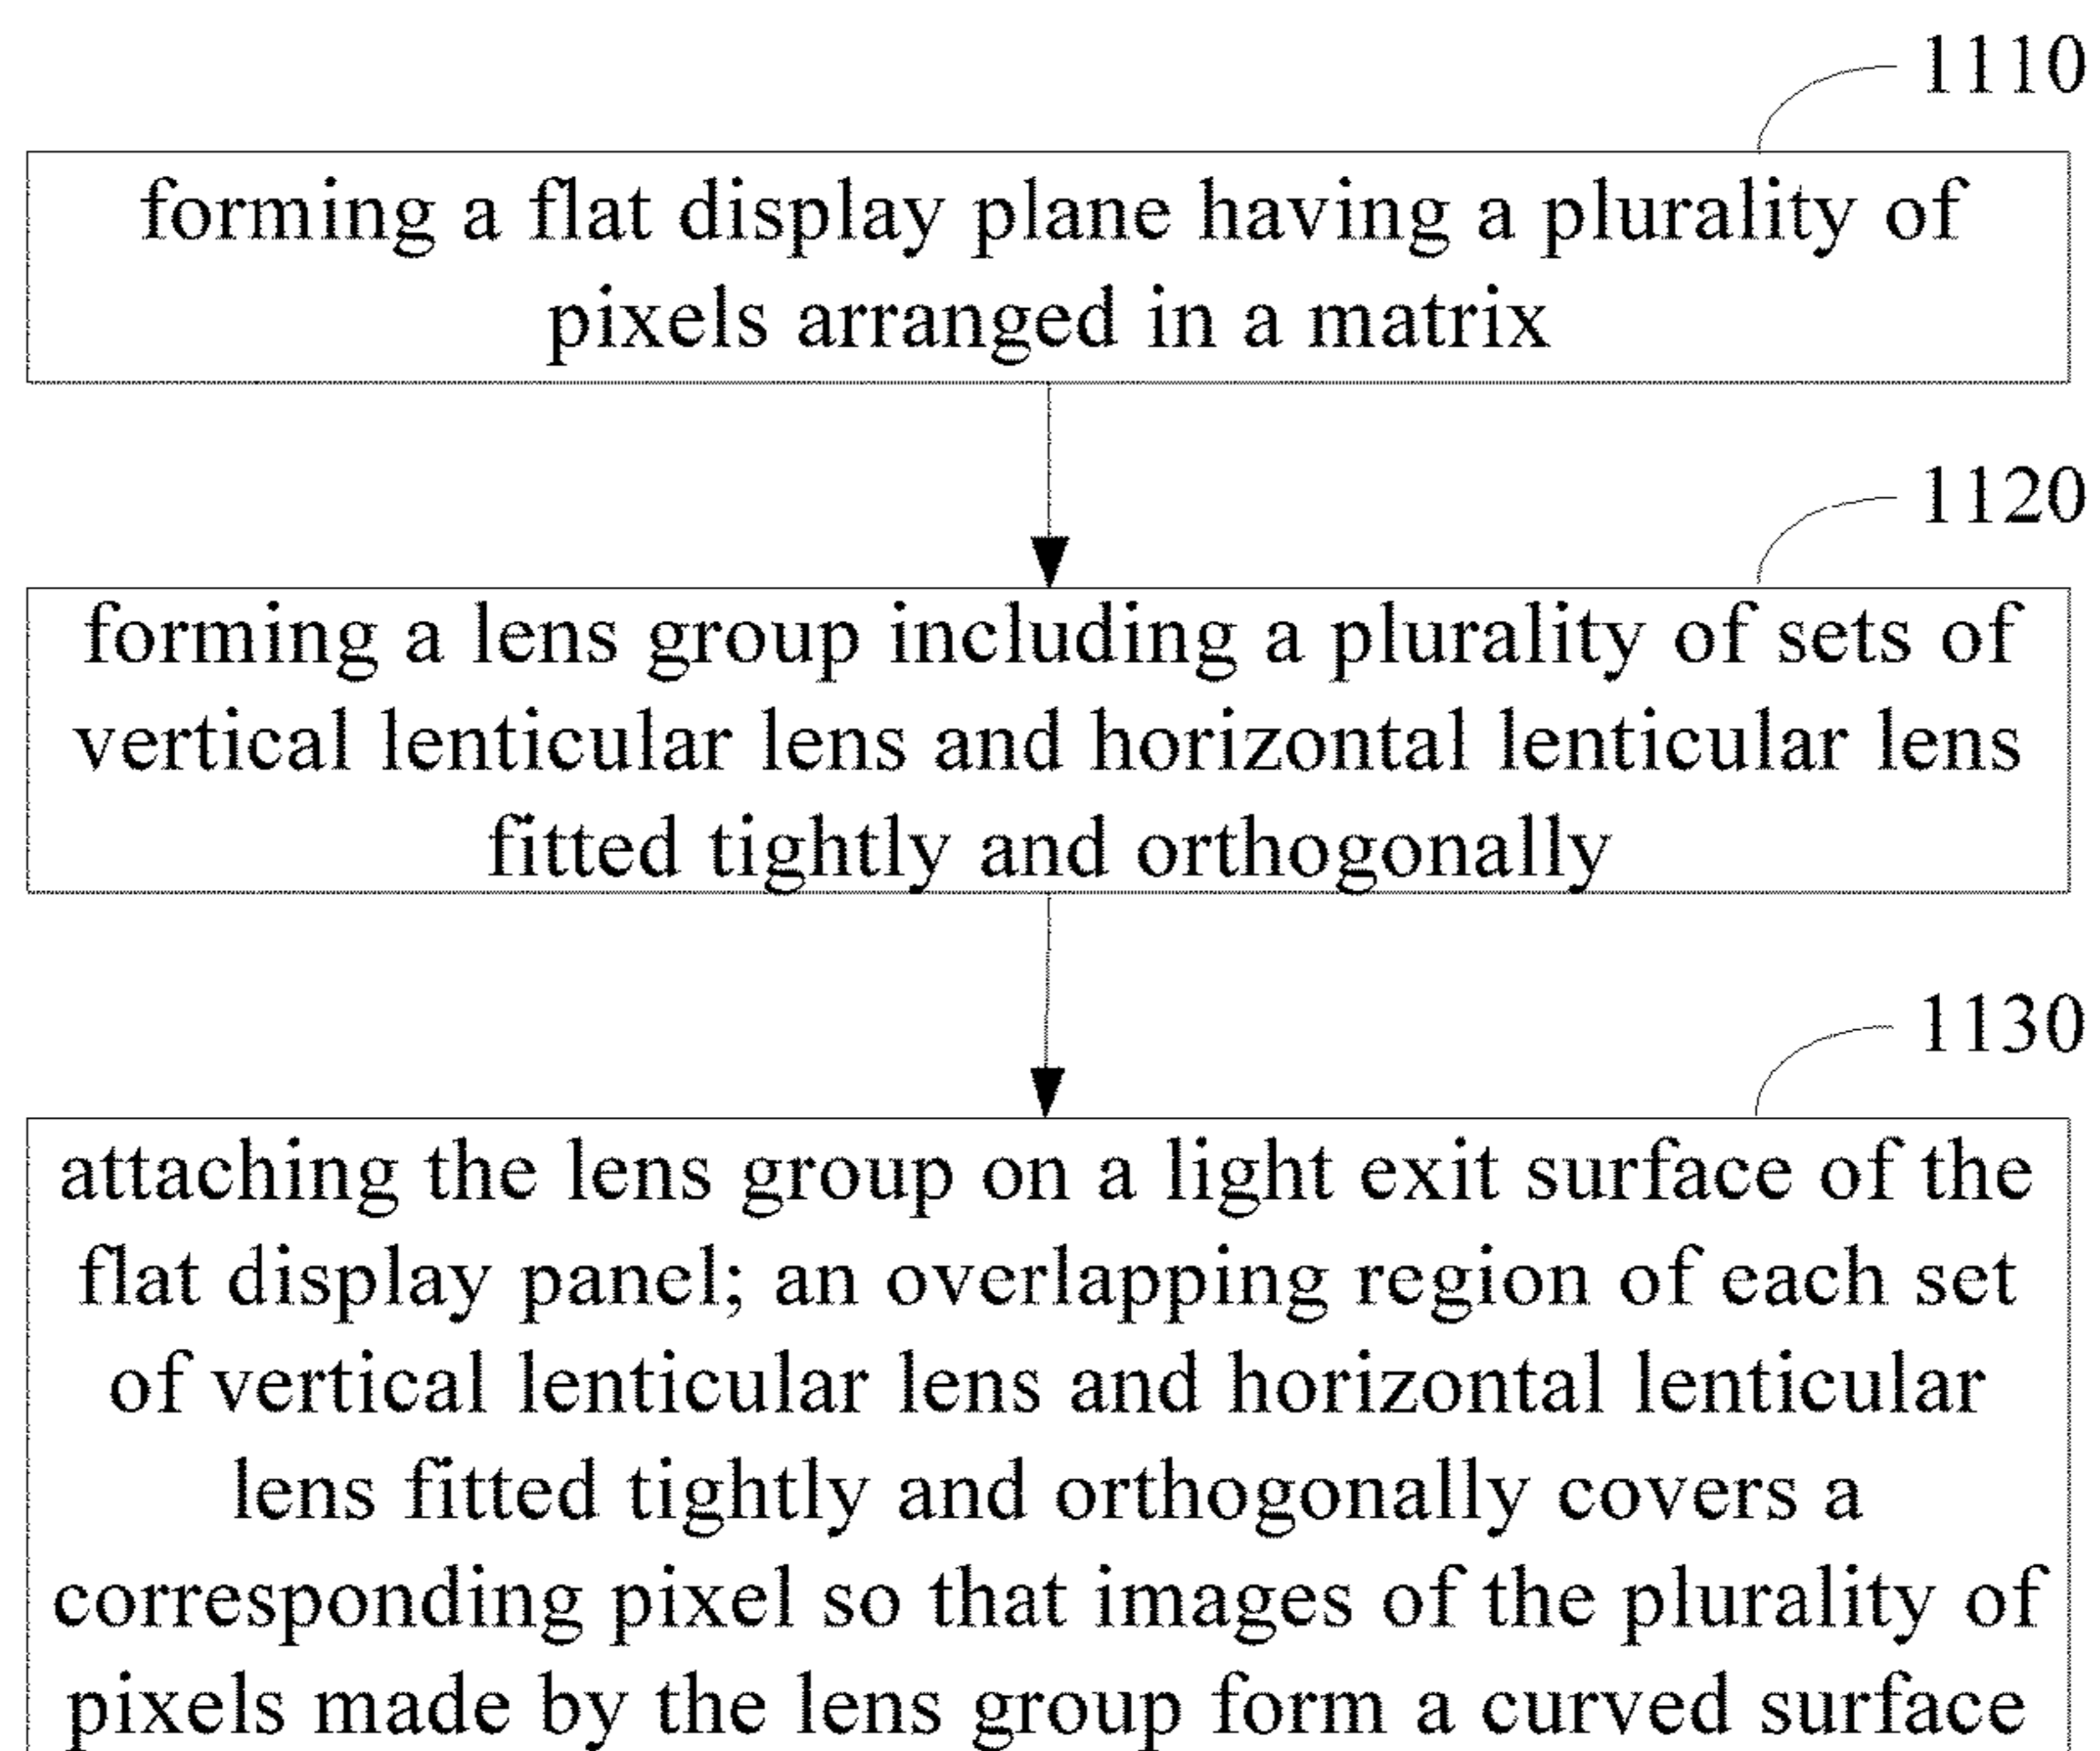 1110
forming a flat display plane having a plurality of
pixels arranged in a matrix
1120
forming a lens group including a plurality of sets of
vertical lenticular lens and horizontal lenticular lens
fitted tightly and orthogonally
1130
attaching the lens group on a light exit surface of the
flat display panel; an overlapping region of each set
of vertical lenticular lens and horizontal lenticular
lens fitted tightly and orthogonally covers a
corresponding pixel so that images of the plurality of
pixels made by the lens group form a curved surface